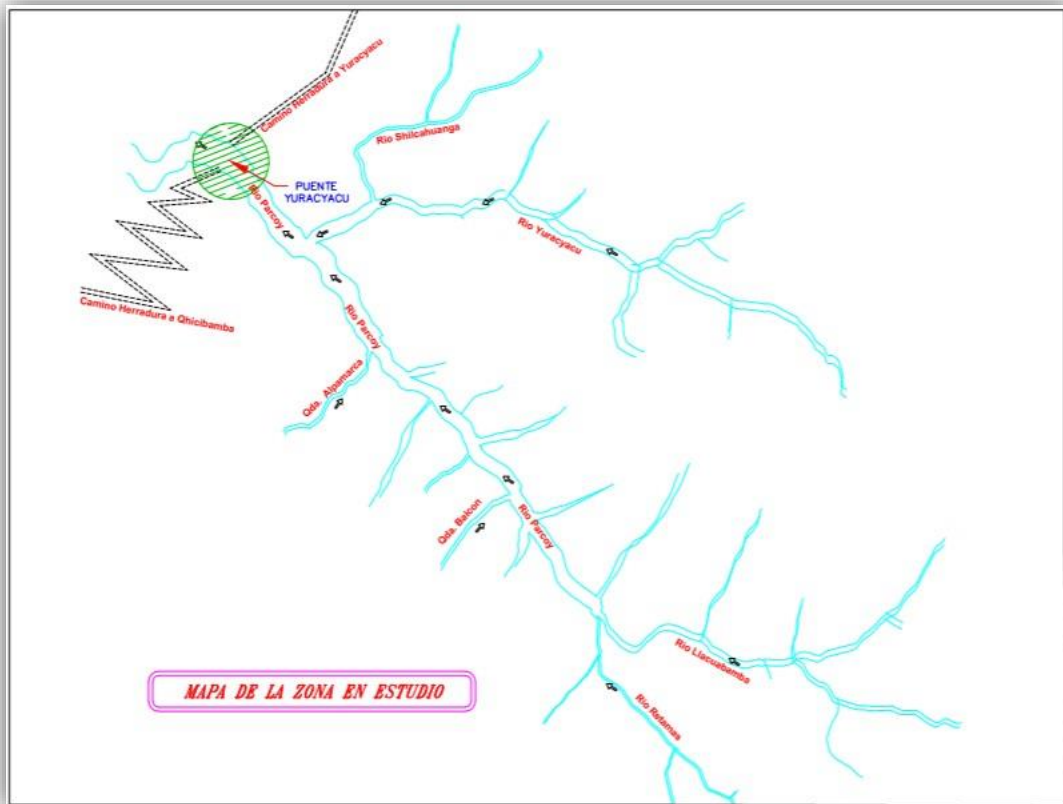 Camino Herradura a Yuracyacu
Rio Shilcahuanga
PUENTE
YURACYACU
Rio Parcoy
Rio Yuracyacu
Camino Herradura a Qhicibamba
Rio Parcoy
Qda. Alpamarca
Qda. Balcon
Rio Parcoy
Rio Llacuabamba
MAPA DE LA ZONA EN ESTUDIO
Rio Retamas